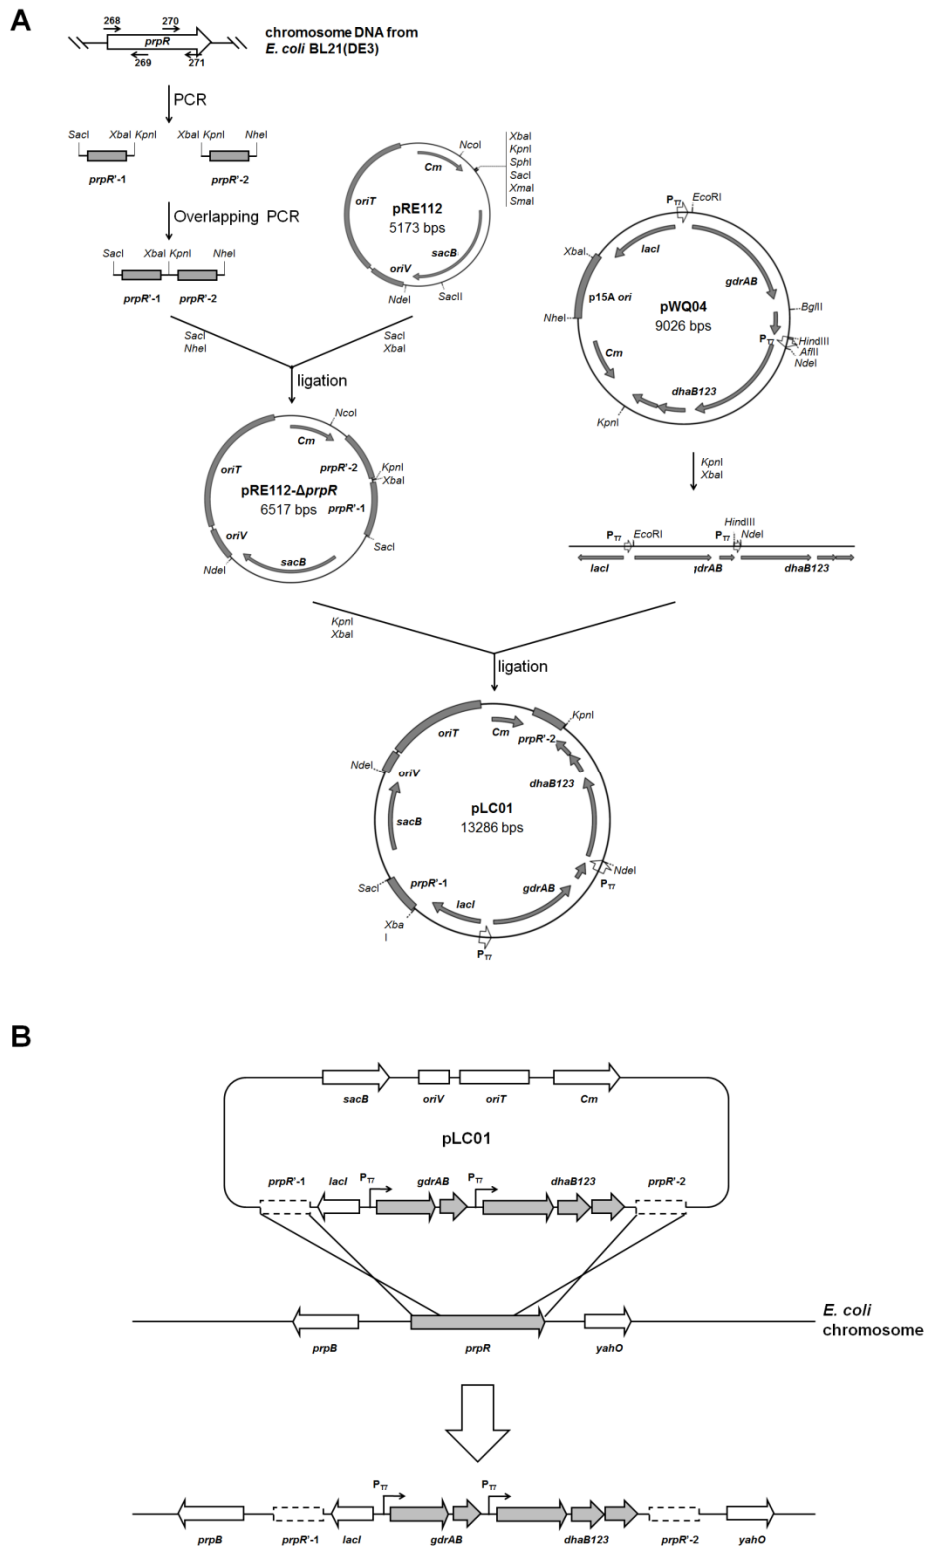 A
268 270
prpR
269 271
chromosome DNA from
E. coli BL21(DE3)
PCR
SacI XbaI KpnI
prpR'-1
XbaI KpnI NheI
prpR'-2
Overlapping PCR
SacI XbaI KpnI NheI
prpR'-1 prpR'-2
NcoI
XbaI
KpnI
SphI
SacI
XmaI
SmaI
Cm
oriT
pRE112
5173 bps
sacB
oriV
NdeI
SacII
PT7
EcoRI
XbaI
lacI
gdrAB
p15A ori
pWQ04
9026 bps
BglII
NheI
PT7
HindIII
AflII
NdeI
Cm
dhaB123
KpnI
SacI
NheI
SacI
XbaI
ligation
NcoI
Cm
prpR'-2
oriT
KpnI
XbaI
pRE112-ΔprpR
6517 bps
prpR'-1
oriV
SacI
NdeI
sacB
KpnI
XbaI
HindIII
PT7 EcoRI PT7 NdeI
lacI gdrAB dhaB123
KpnI
XbaI
ligation
KpnI
Cm
prpR'-2
oriT
NdeI
oriV
dhaB123
pLC01
13286 bps
sacB
NdeI
PT7
SacI
prpR'-1
gdrAB
lacI
Xba
I
PT7
B
sacB oriV oriT Cm
pLC01
prpR'-1 lacI PT7 gdrAB PT7 dhaB123 prpR'-2
E. coli
chromosome
prpB prpR yahO
PT7 PT7
prpB prpR'-1 lacI gdrAB dhaB123 prpR'-2 yahO